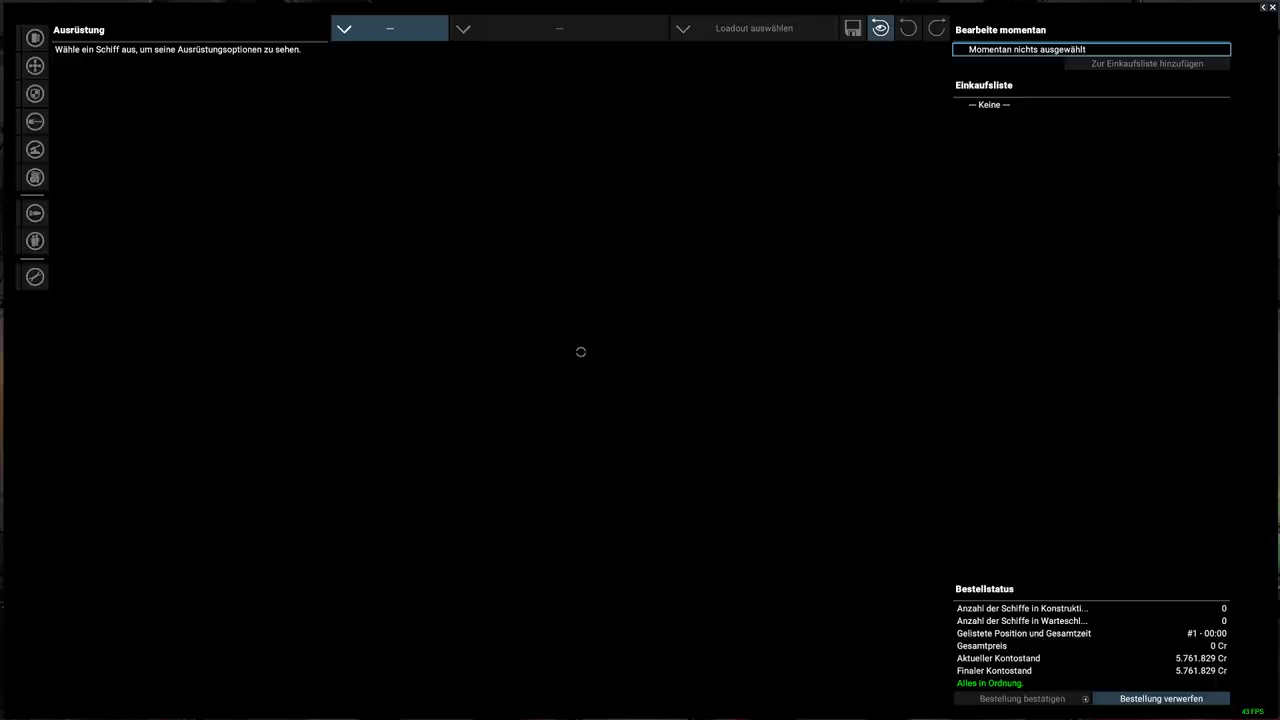 Ausrüstung
Wähle ein Schiff aus, um seine Ausrüstungsoptionen zu sehen.
—
—
Loadout auswählen
Bearbeite momentan
Momentan nichts ausgewählt
Zur Einkaufsliste hinzufügen
Einkaufsliste
— Keine —
Bestellstatus
Anzahl der Schiffe in Konstrukti... 0
Anzahl der Schiffe in Warteschl... 0
Gelistete Position und Gesamtzeit #1 - 00:00
Gesamtpreis 0 Cr
Aktueller Kontostand 5.761.829 Cr
Finaler Kontostand 5.761.829 Cr
Alles in Ordnung.
Bestellung bestätigen
Bestellung verwerfen
43 FPS